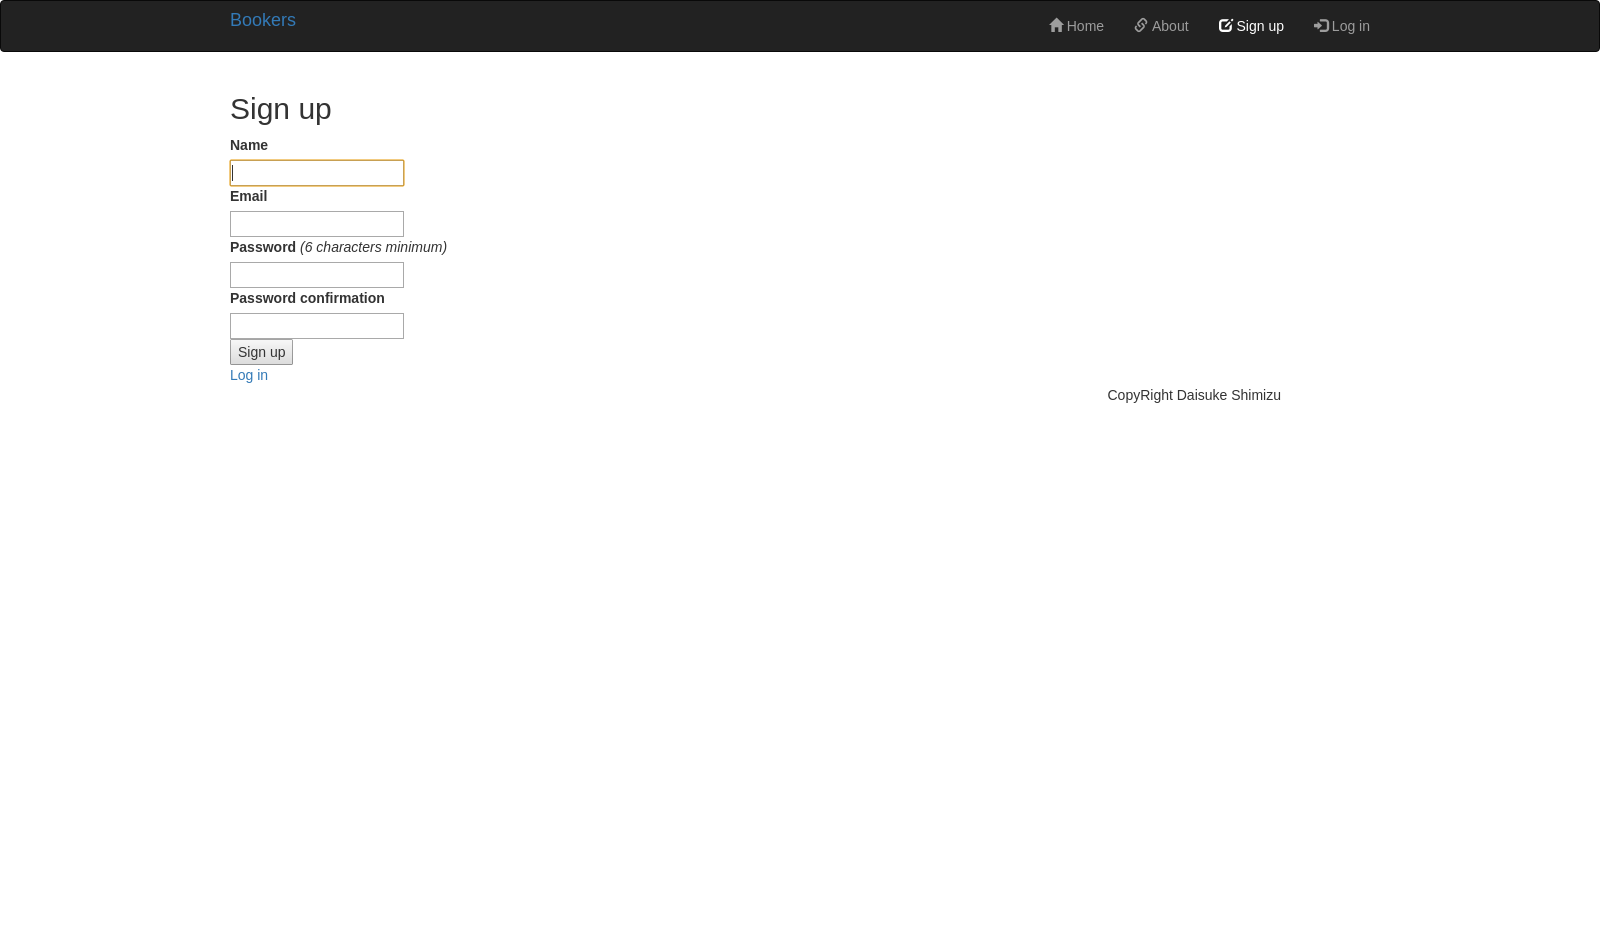 Bookers
Home About Sign up Log in
Sign up
Name
Email
Password (6 characters minimum)
Password confirmation
Sign up
Log in
CopyRight Daisuke Shimizu